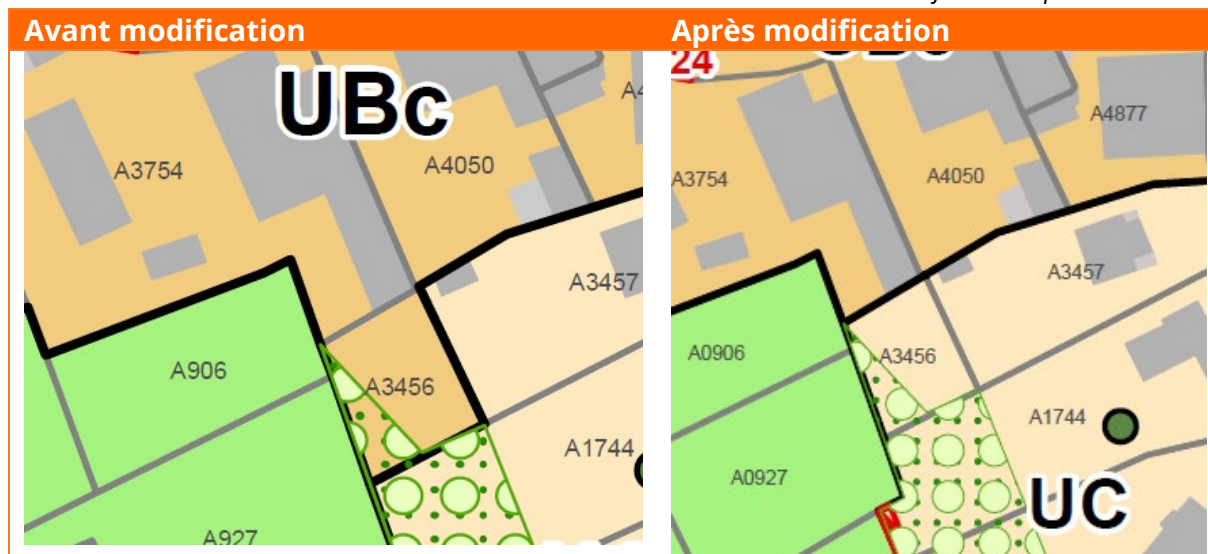 Avant modification
Après modification
UBc
A3754
A4050
A3457
A906
A3456
A1744
A927
24
A4877
A3754
A4050
A3457
A0906
A3456
A1744
A0927
UC